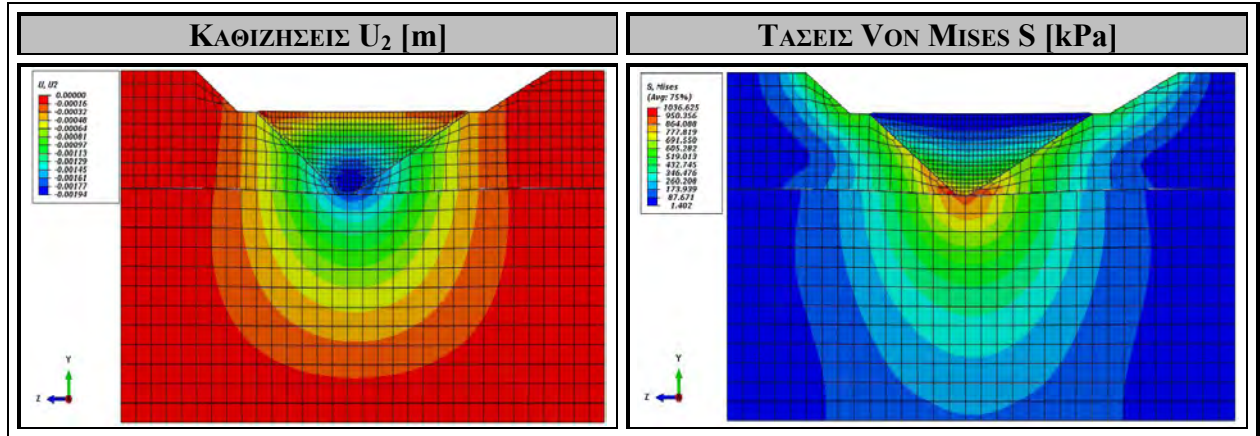 ΚΑΘΙΖΗΣΕΙΣ U2 [m]
ΤΑΣΕΙΣ VON MISES S [kPa]
U, U2
0.00000
-0.00016
-0.00032
-0.00048
-0.00064
-0.00081
-0.00097
-0.00113
-0.00129
-0.00145
-0.00161
-0.00177
-0.00194
Y
Z
S, Mises
(Avg: 75%)
1036.625
950.356
864.088
777.819
691.550
605.282
519.013
432.745
346.476
260.208
173.939
87.671
1.402
Y
Z